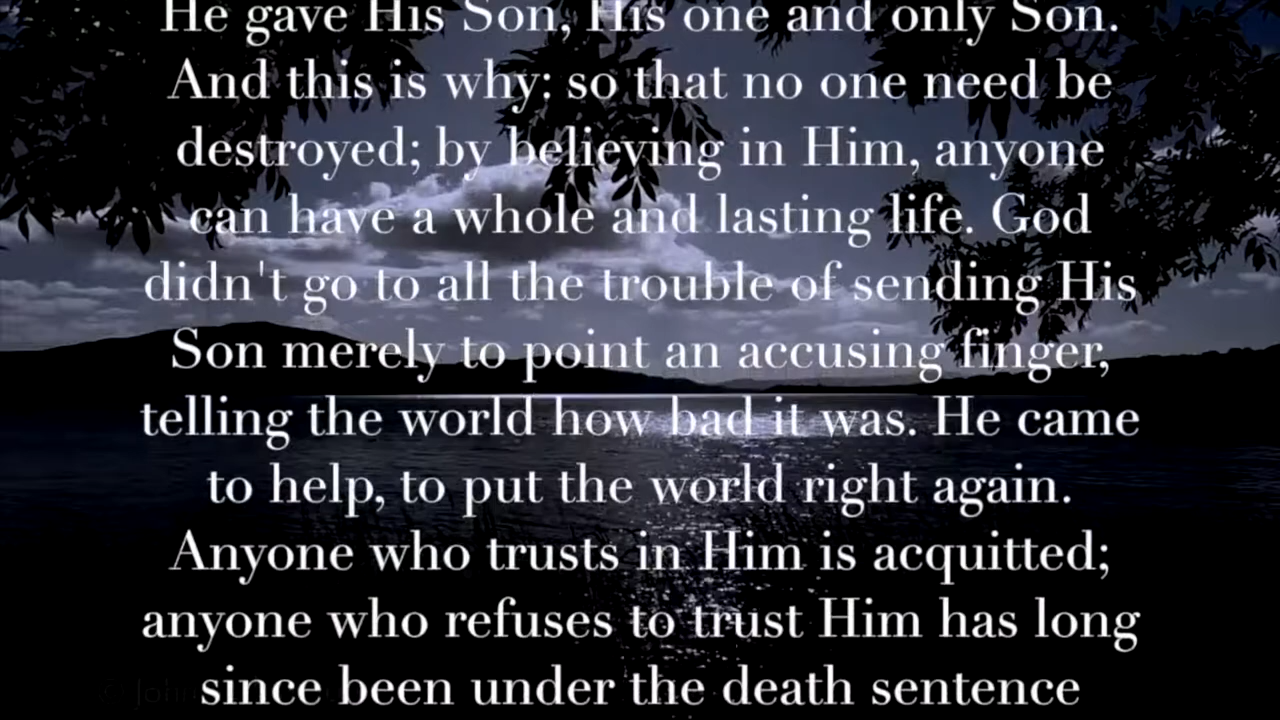 He gave His Son, His one and only Son.
And this is why: so that no one need be
destroyed; by believing in Him, anyone
can have a whole and lasting life. God
didn't go to all the trouble of sending His
Son merely to point an accusing finger,
telling the world how bad it was. He came
to help, to put the world right again.
Anyone who trusts in Him is acquitted;
anyone who refuses to trust Him has long
since been under the death sentence